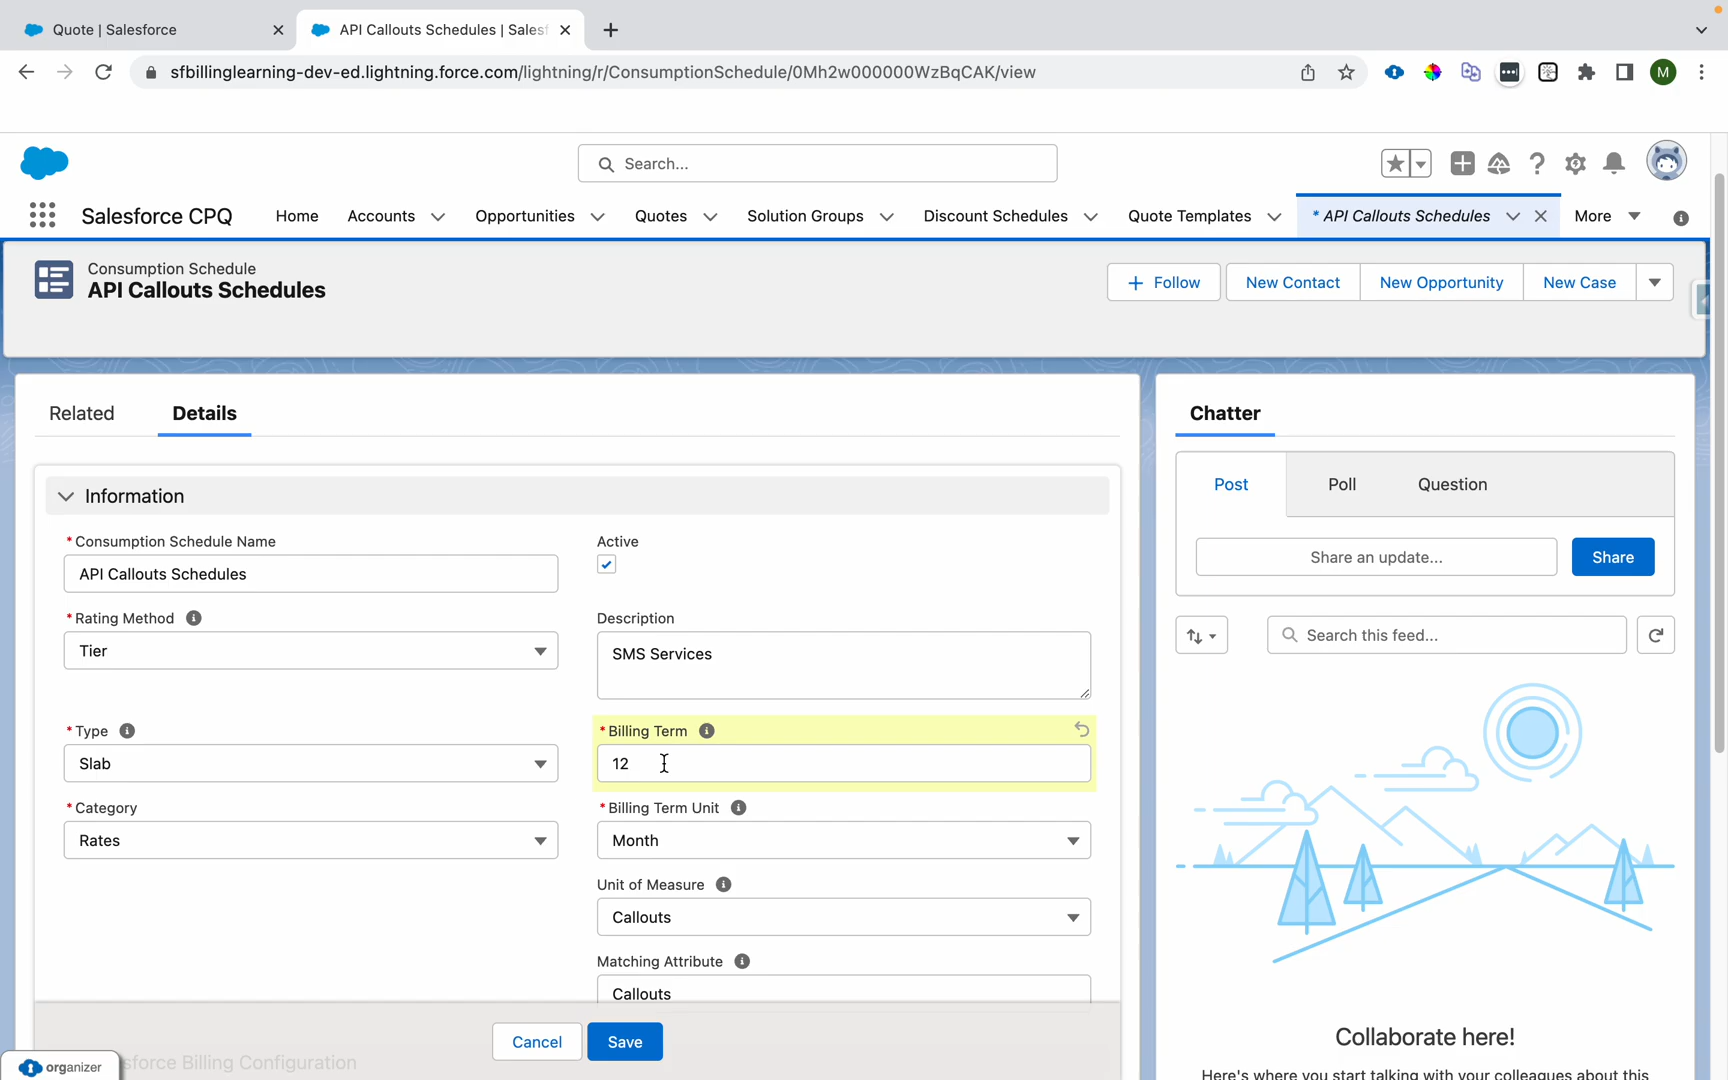 Quote | Salesforce
API Callouts Schedules | Salesf
sfbillinglearning-dev-ed.lightning.force.com/lightning/r/ConsumptionSchedule/0Mh2w000000WzBqCAK/view
M
Search...
Salesforce CPQ
Home
Accounts
Opportunities
Quotes
Solution Groups
Discount Schedules
Quote Templates
* API Callouts Schedules
More
Consumption Schedule
API Callouts Schedules
Follow
New Contact
New Opportunity
New Case
Related
Details
Chatter
Post
Poll
Question
Share an update...
Share
Search this feed...
Information
*Consumption Schedule Name
API Callouts Schedules
Active
*Rating Method
Tier
Description
SMS Services
*Type
Slab
*Billing Term
12
*Category
Rates
*Billing Term Unit
Month
Unit of Measure
Callouts
Matching Attribute
Callouts
Cancel
Save
sforce Billing Configuration
organizer
Collaborate here!
Here's where you start talking with your colleagues about this